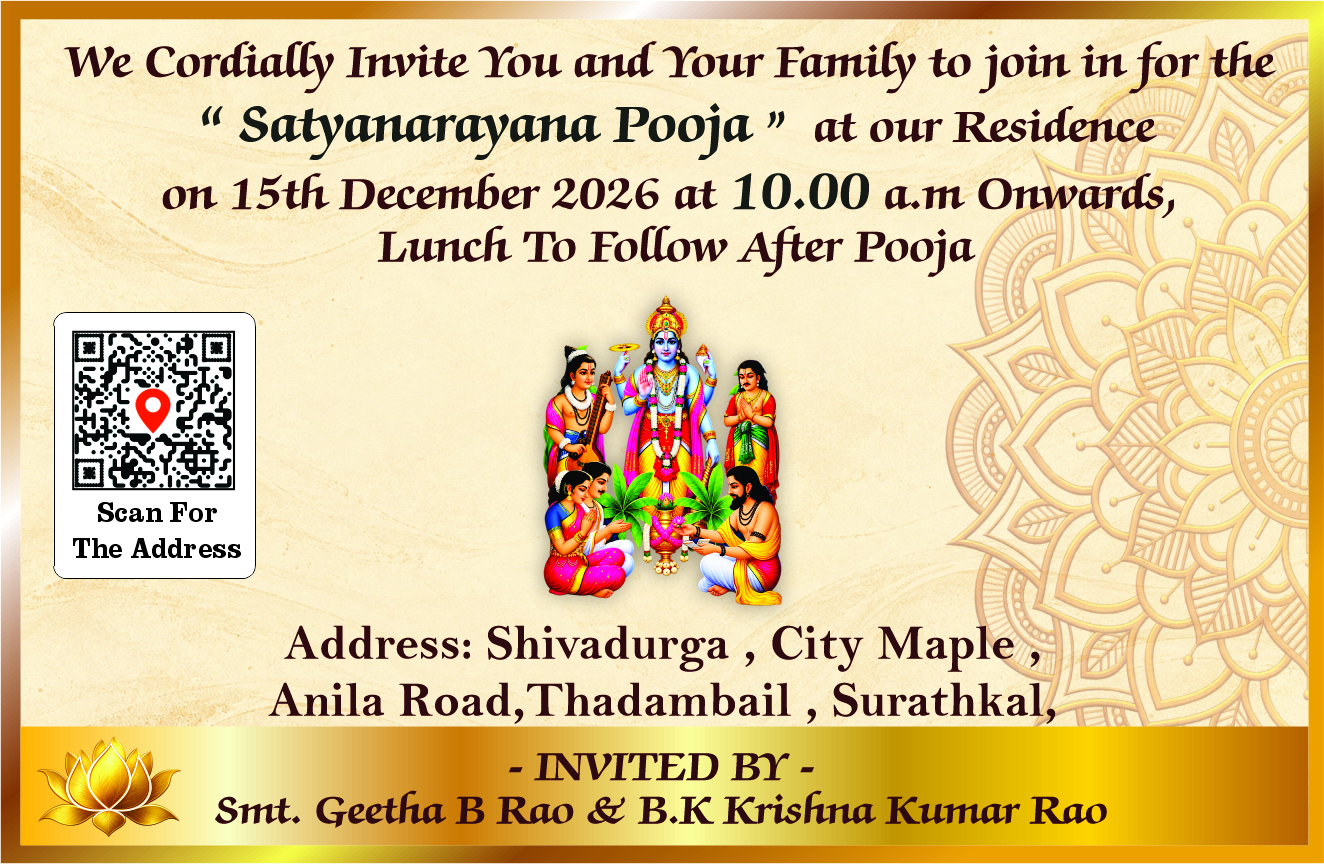 We Cordially Invite You and Your Family to join in for the
“ Satyanarayana Pooja ” at our Residence
on 15th December 2026 at 10.00 a.m Onwards,
Lunch To Follow After Pooja
Scan For
The Address
Address: Shivadurga , City Maple ,
Anila Road,Thadambail , Surathkal,
- INVITED BY -
Smt. Geetha B Rao & B.K Krishna Kumar Rao